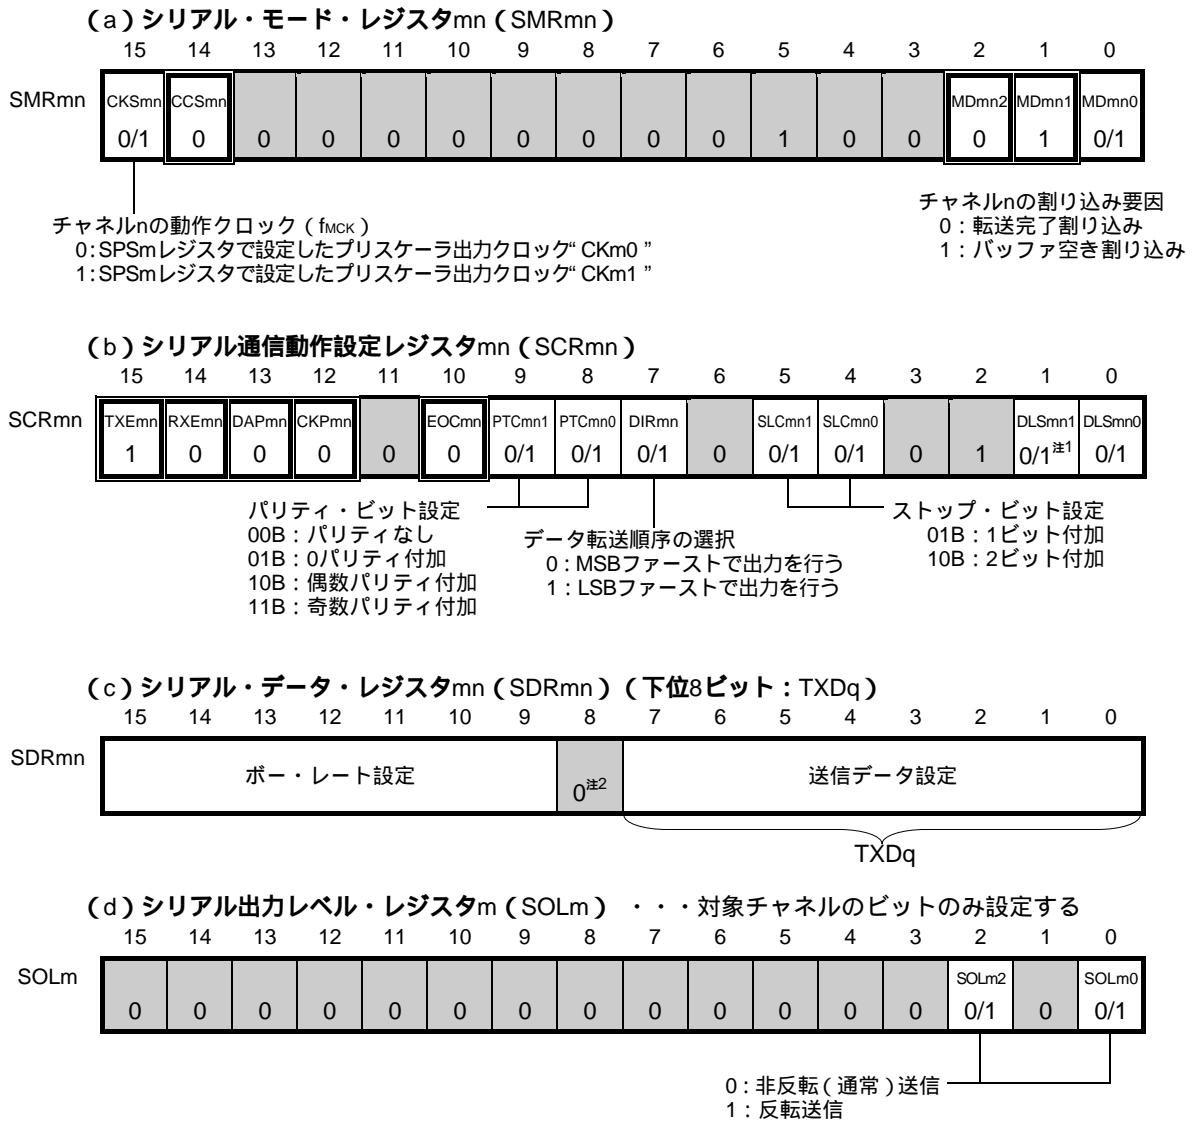 (a)シリアル・モード・レジスタmn(SMRmn)
15 14 13 12 11 10 9 8 7 6 5 4 3 2 1 0
SMRmn CKSmn CCSmn MDmn2 MDmn1 MDmn0
0/1 0 0 0 0 0 0 0 0 0 1 0 0 0 1 0/1
チャネルnの動作クロック(fMCK)
0:SPSmレジスタで設定したプリスケーラ出力クロック“CKm0”
1:SPSmレジスタで設定したプリスケーラ出力クロック“CKm1”
チャネルnの割り込み要因
0:転送完了割り込み
1:バッファ空き割り込み
(b)シリアル通信動作設定レジスタmn(SCRmn)
15 14 13 12 11 10 9 8 7 6 5 4 3 2 1 0
SCRmn TXEmn RXEmn DAPmn CKPmn EOCmn PTCmn1 PTCmn0 DIRmn SLCmn1 SLCmn0 DLSmn1 DLSmn0
1 0 0 0 0 0 0/1 0/1 0/1 0 0/1 0/1 0 1 0/1注1 0/1
パリティ・ビット設定
00B:パリティなし
01B:0パリティ付加
10B:偶数パリティ付加
11B:奇数パリティ付加
データ転送順序の選択
0:MSBファーストで出力を行う
1:LSBファーストで出力を行う
ストップ・ビット設定
01B:1ビット付加
10B:2ビット付加
(c)シリアル・データ・レジスタmn(SDRmn)(下位8ビット:TXDq)
15 14 13 12 11 10 9 8 7 6 5 4 3 2 1 0
SDRmn ボー・レート設定 0注2 送信データ設定
TXDq
(d)シリアル出力レベル・レジスタm(SOLm) ・・・対象チャネルのビットのみ設定する
15 14 13 12 11 10 9 8 7 6 5 4 3 2 1 0
SOLm SOLm2 SOLm0
0 0 0 0 0 0 0 0 0 0 0 0 0 0/1 0 0/1
0:非反転(通常)送信
1:反転送信